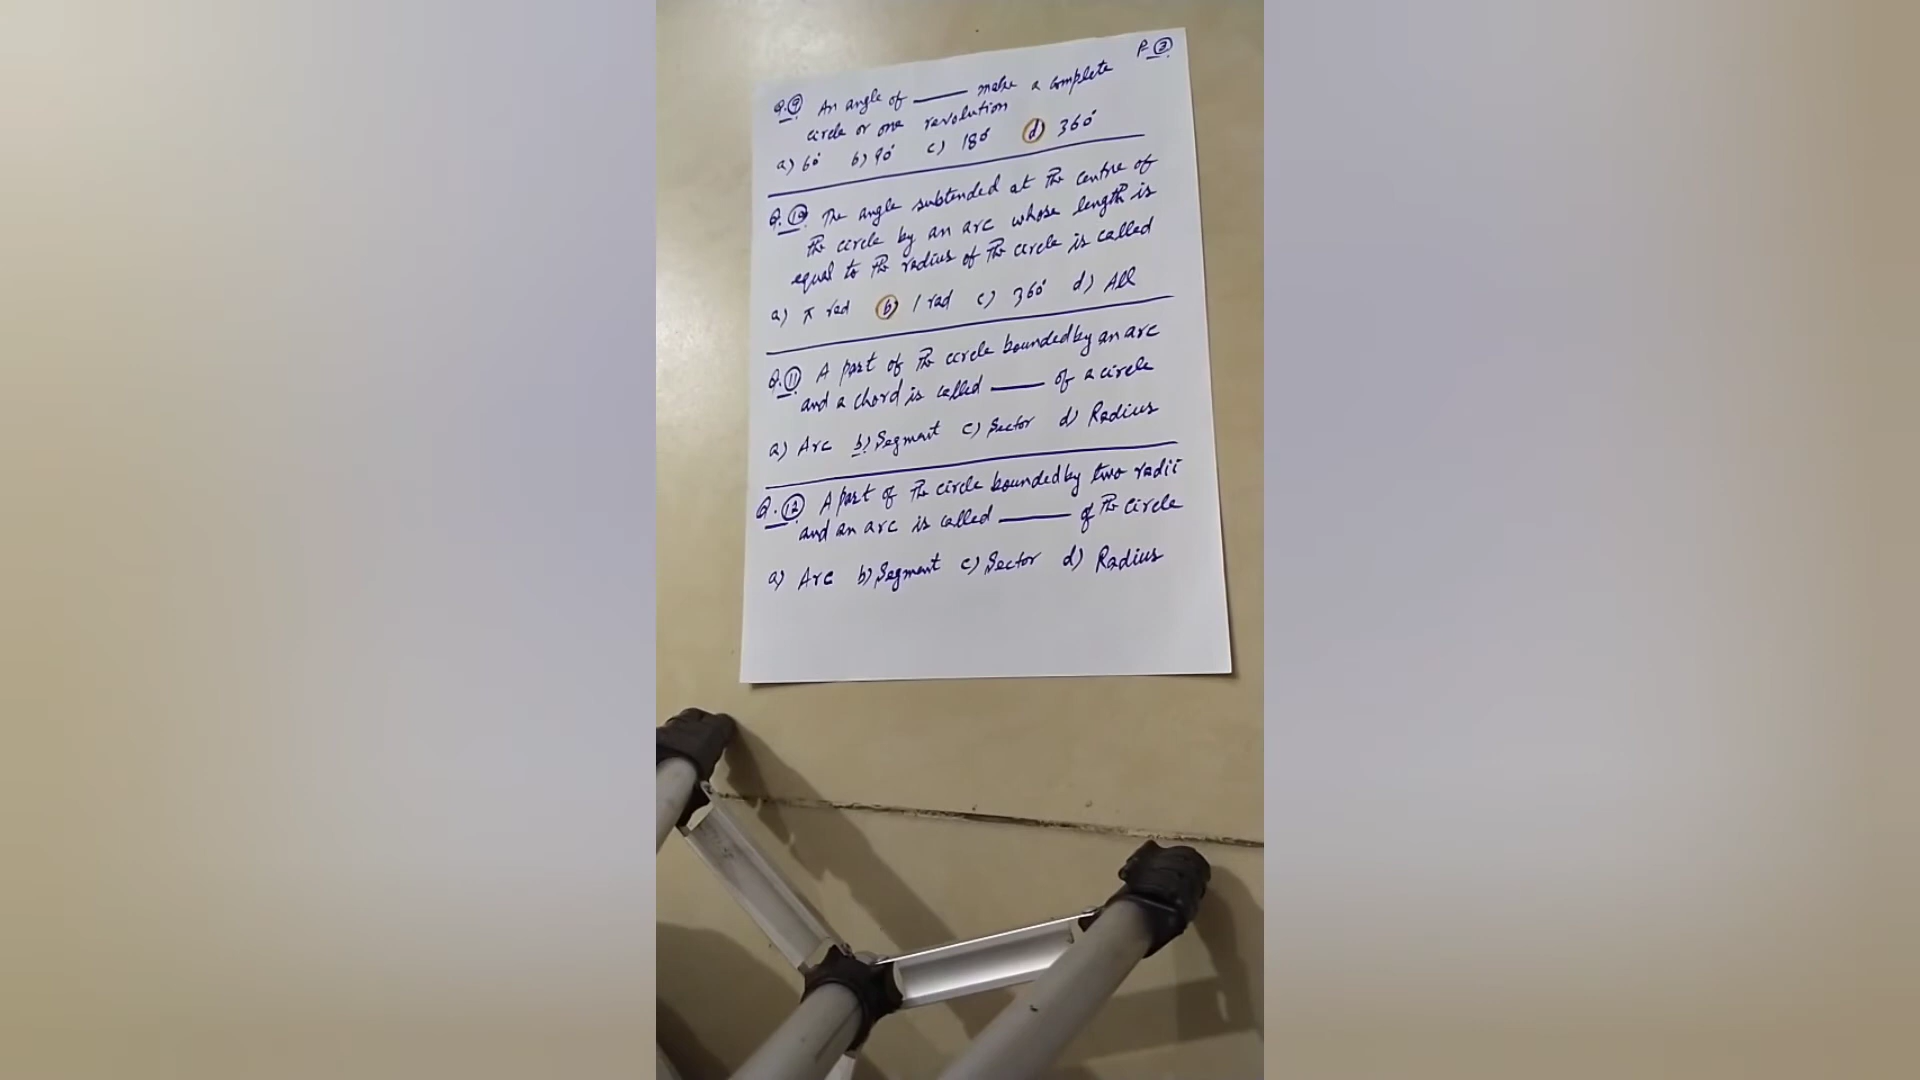 P-3
Q.9 An angle of ____ make a complete
circle or one revolution
a) 60° b) 90° c) 180° d) 360°
Q.10 The angle subtended at the centre of
the circle by an arc whose length is
equal to the radius of the circle is called
a) π rad b) 1 rad c) 360° d) All
Q.11 A part of the circle bounded by an arc
and a chord is called ____ of a circle
a) Arc b) Segment c) Sector d) Radius
Q.12 A part of the circle bounded by two radii
and an arc is called ____ of the circle
a) Arc b) Segment c) Sector d) Radius